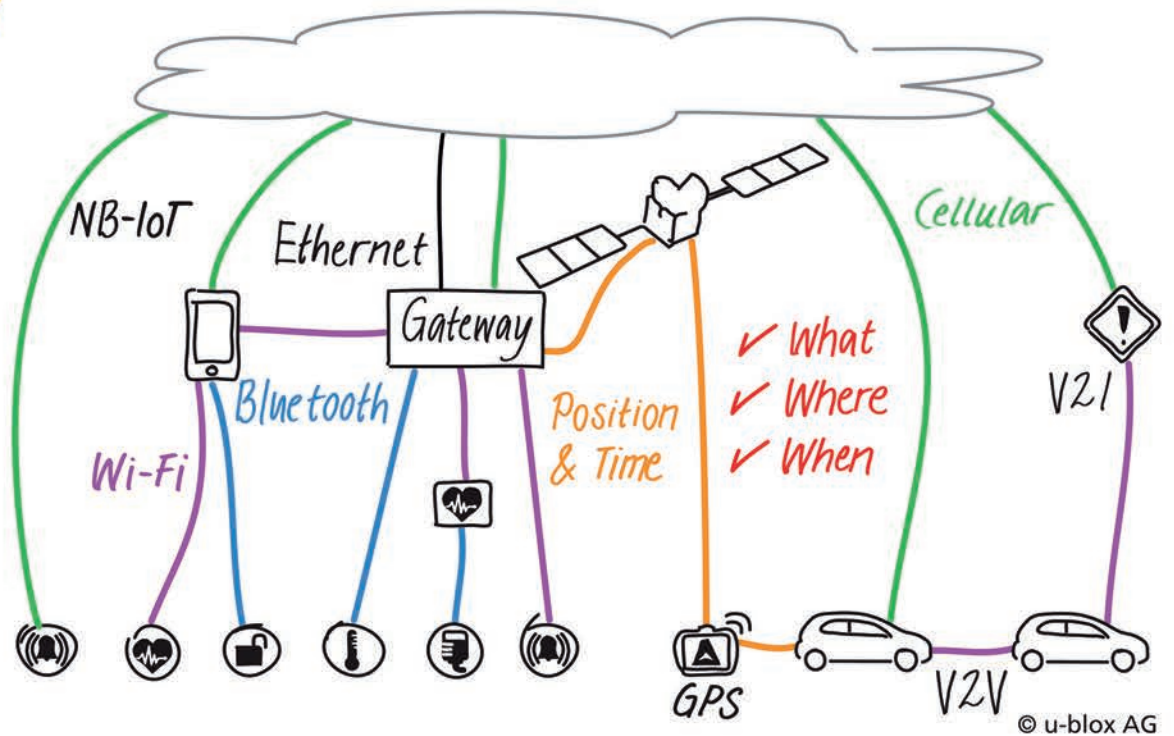 NB-IoT
Ethernet
Cellular
Gateway
✓ What
✓ Where
✓ When
V2I
Bluetooth
Position
& Time
Wi-Fi
GPS
V2V
© u-blox AG